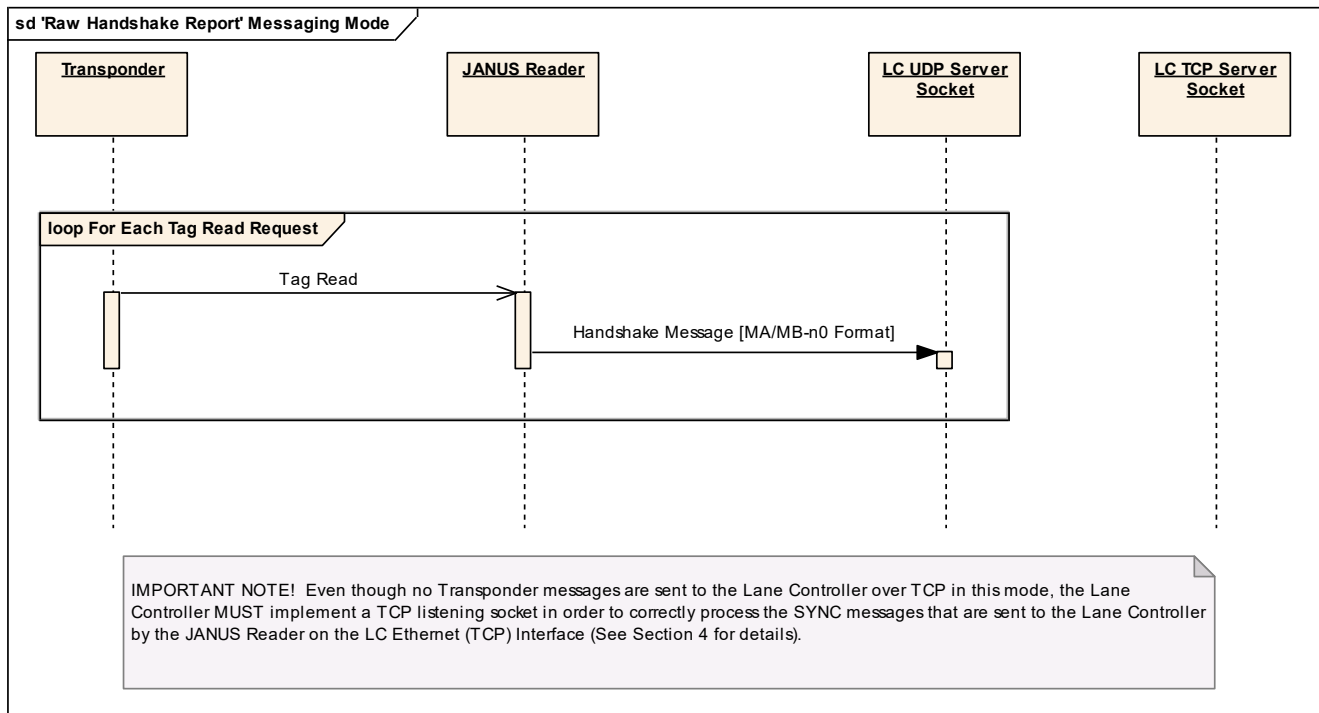 sd 'Raw Handshake Report' Messaging Mode
Transponder
JANUS Reader
LC UDP Server
Socket
LC TCP Server
Socket
loop For Each Tag Read Request
Tag Read
Handshake Message [MA/MB-n0 Format]
IMPORTANT NOTE! Even though no Transponder messages are sent to the Lane Controller over TCP in this mode, the Lane
Controller MUST implement a TCP listening socket in order to correctly process the SYNC messages that are sent to the Lane Controller
by the JANUS Reader on the LC Ethernet (TCP) Interface (See Section 4 for details).